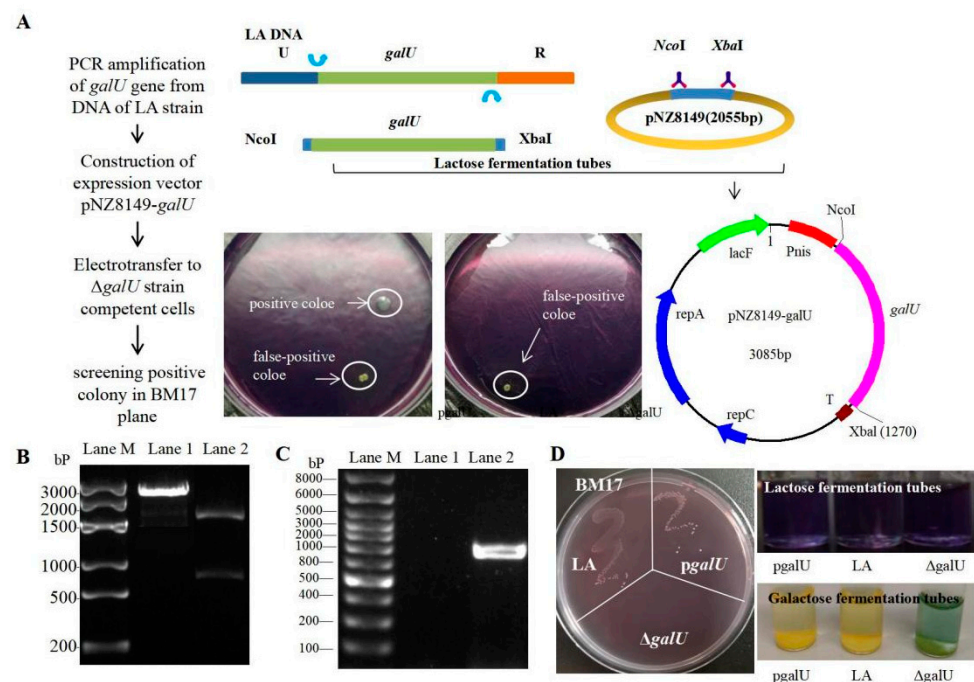 A
PCR amplification
of galU gene from
DNA of LA strain
Construction of
expression vector
pNZ8149-galU
Electrotransfer to
ΔgalU strain
competent cells
screening positive
colony in BM17
plane
LA DNA
U galU R
NcoI galU XbaI
Lactose fermentation tubes
NcoI XbaI
pNZ8149(2055bp)
positive coloe
false-positive
coloe
false-positive
coloe
pgalU LA ΔgalU
NcoI
1
lacF Pnis
repA galU
pNZ8149-galU
3085bp
T
repC
XbaI (1270)
B
bP Lane M Lane 1 Lane 2
3000
2000
1500
1000
500
200
C
bp Lane M Lane 1 Lane 2
8000
6000
5000
4000
3000
2000
1000
800
500
400
300
200
100
D
BM17
LA
pgalU
ΔgalU
Lactose fermentation tubes
pgalU LA ΔgalU
Galactose fermentation tubes
pgalU LA ΔgalU